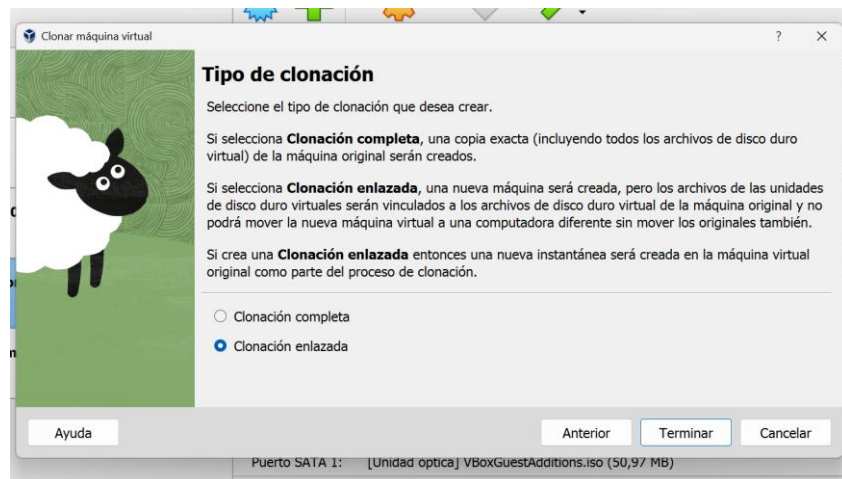 Clonar máquina virtual
Tipo de clonación
Seleccione el tipo de clonación que desea crear.
Si selecciona Clonación completa, una copia exacta (incluyendo todos los archivos de disco duro
virtual) de la máquina original serán creados.
Si selecciona Clonación enlazada, una nueva máquina será creada, pero los archivos de las unidades
de disco duro virtuales serán vinculados a los archivos de disco duro virtual de la máquina original y no
podrá mover la nueva máquina virtual a una computadora diferente sin mover los originales también.
Si crea una Clonación enlazada entonces una nueva instantánea será creada en la máquina virtual
original como parte del proceso de clonación.
Clonación completa
Clonación enlazada
Ayuda
Anterior
Terminar
Cancelar
Puerto SATA 1: [Unidad óptica] VBoxGuestAdditions.iso (50,97 MB)